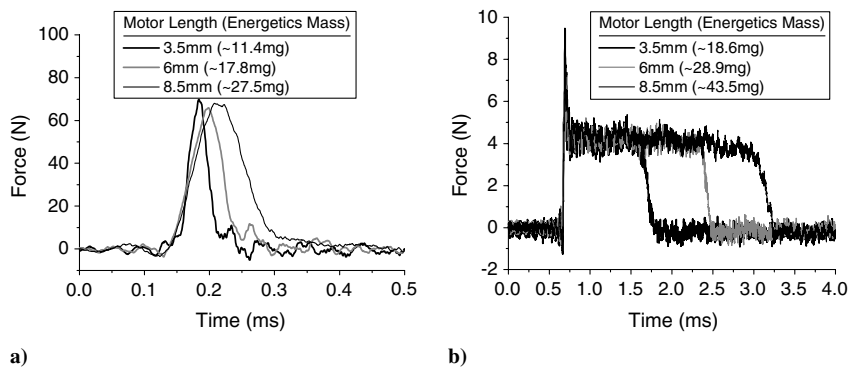 Motor Length (Energetics Mass)
3.5mm (~11.4mg)
6mm (~17.8mg)
8.5mm (~27.5mg)
100
80
60
40
20
0
Force (N)
0.0 0.1 0.2 0.3 0.4 0.5
Time (ms)
a)
Motor Length (Energetics Mass)
3.5mm (~18.6mg)
6mm (~28.9mg)
8.5mm (~43.5mg)
10
8
6
4
2
0
-2
Force (N)
0.0 0.5 1.0 1.5 2.0 2.5 3.0 3.5 4.0
Time (ms)
b)